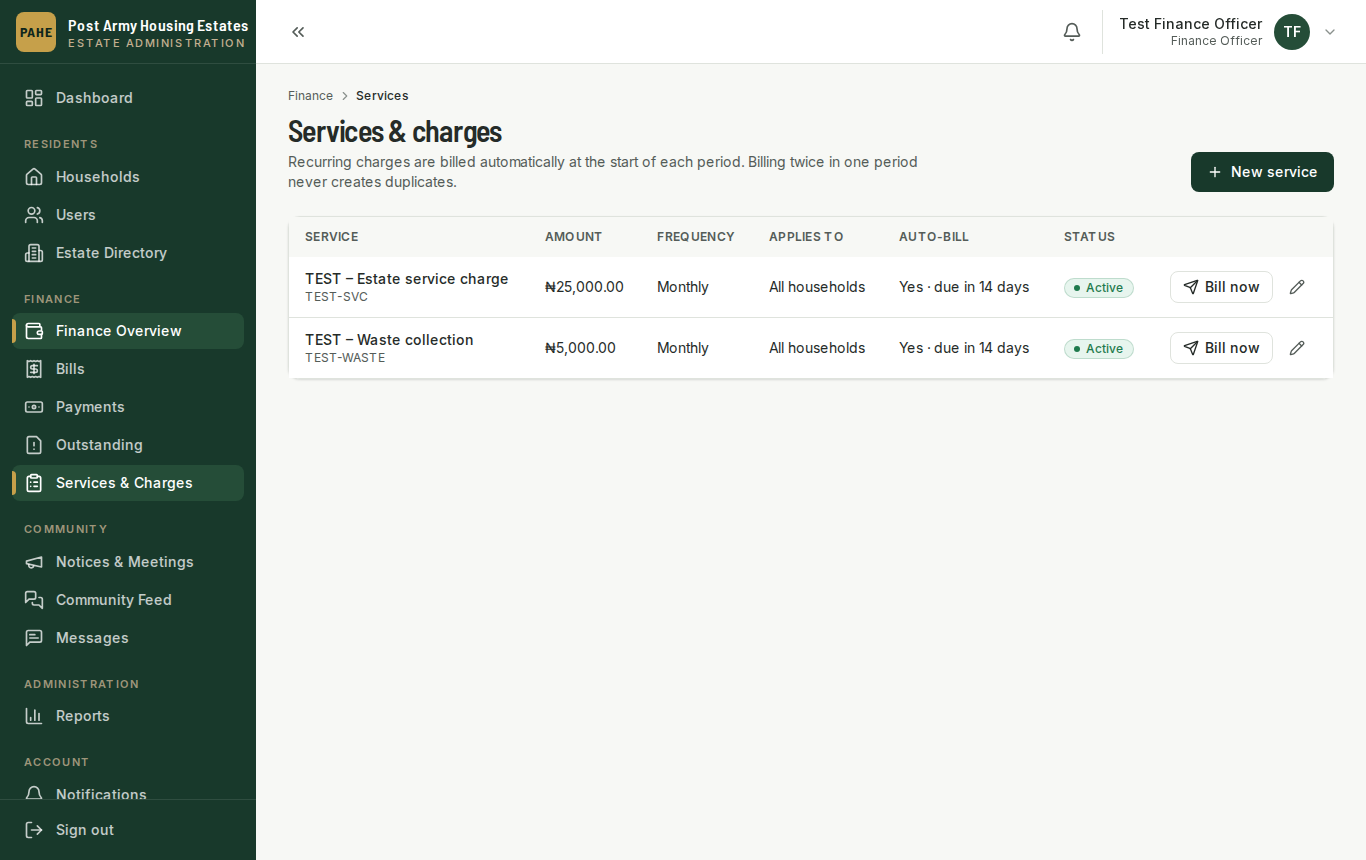 PAHE
Post Army Housing Estates
ESTATE ADMINISTRATION
Dashboard
RESIDENTS
Households
Users
Estate Directory
FINANCE
Finance Overview
Bills
Payments
Outstanding
Services & Charges
COMMUNITY
Notices & Meetings
Community Feed
Messages
ADMINISTRATION
Reports
ACCOUNT
Notifications
Sign out
Test Finance Officer
Finance Officer
TF
Finance
Services
Services & charges
Recurring charges are billed automatically at the start of each period. Billing twice in one period
never creates duplicates.
New service
SERVICE AMOUNT FREQUENCY APPLIES TO AUTO-BILL STATUS
TEST – Estate service charge
TEST-SVC
₦25,000.00 Monthly All households Yes · due in 14 days Active Bill now
TEST – Waste collection
TEST-WASTE
₦5,000.00 Monthly All households Yes · due in 14 days Active Bill now